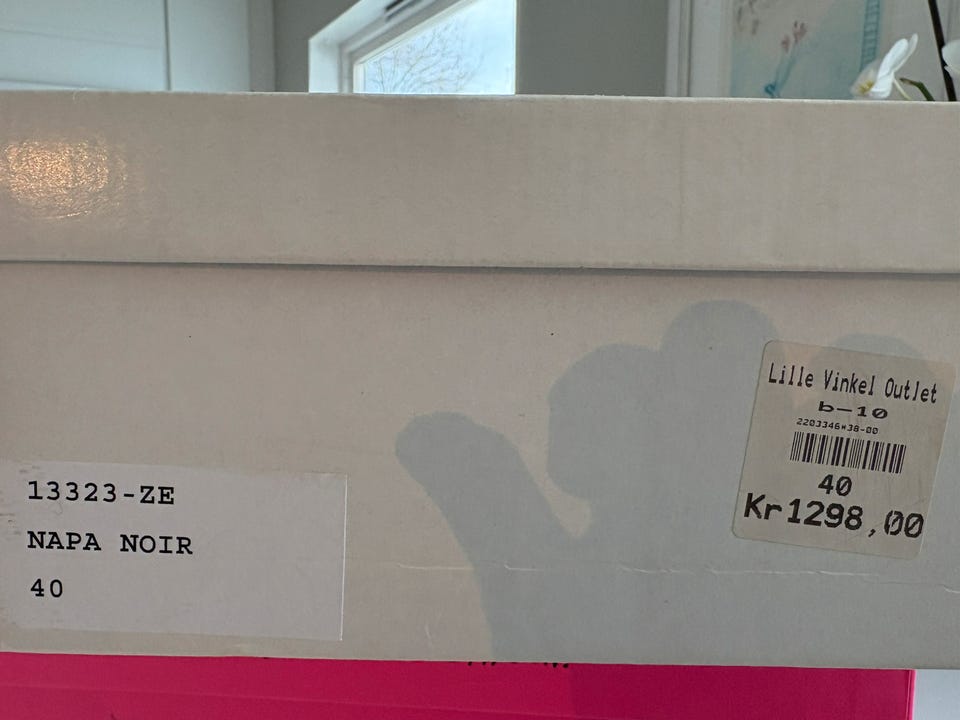 Lille Vinkel Outlet
b-10
2203346*38-00
40
Kr1298,00
13323-ZE
NAPA NOIR
40